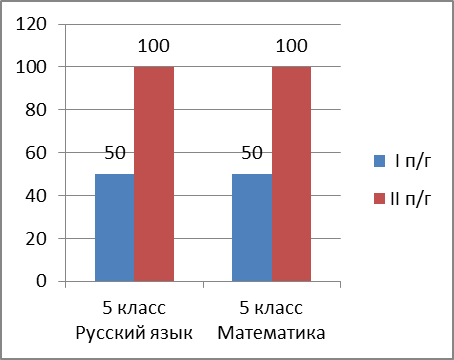 120
100
80
60
40
20
0
50
100
50
100
5 класс
Русский язык
5 класс
Математика
I п/г
II п/г